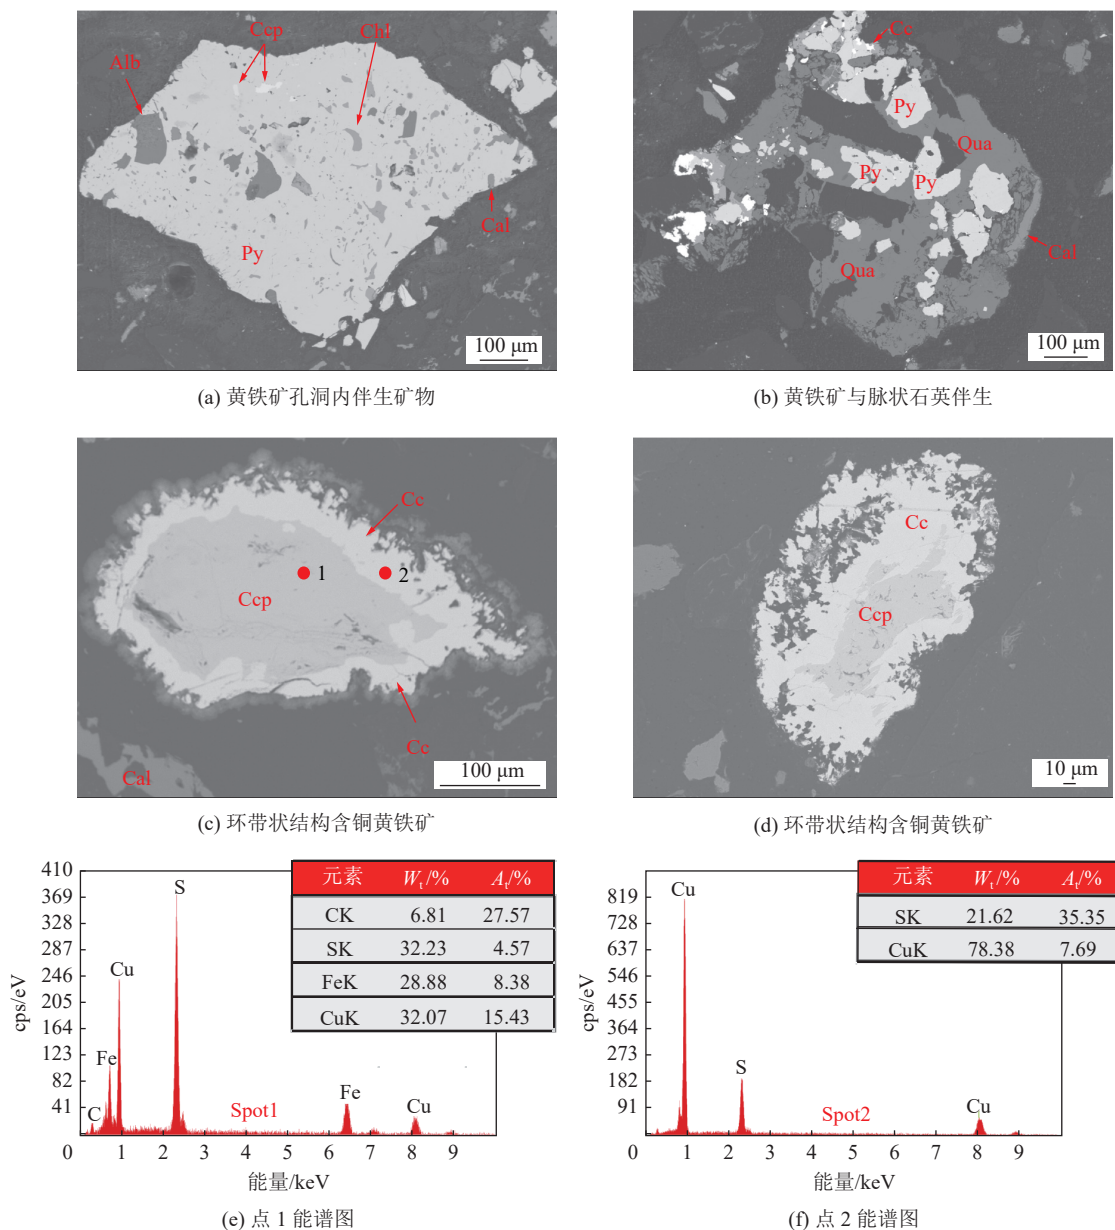 Ccp
Chl
Alb
Cal
Py
100 μm
Cc
Py
Qua
Py
Py
Cal
Qua
100 μm
(a) 黄铁矿孔洞内伴生矿物
(b) 黄铁矿与脉状石英伴生
Cc
1
2
Ccp
Cc
Cal
100 μm
Cc
Ccp
10 μm
(c) 环带状结构含铜黄铁矿
(d) 环带状结构含铜黄铁矿
410
369
328
287
246
205
164
123
82
41
0
1 2 3 4 5 6 7 8 9
cps/eV
能量/keV
C
Fe
Cu
S
Spot1
Fe
Cu
元素 Wt/% At/%
CK 6.81 27.57
SK 32.23 4.57
FeK 28.88 8.38
CuK 32.07 15.43
(e) 点 1 能谱图
819
728
637
546
455
364
273
182
91
0
1 2 3 4 5 6 7 8 9
cps/eV
能量/keV
Cu
S
Spot2
Cu
元素 Wt/% At/%
SK 21.62 35.35
CuK 78.38 7.69
(f) 点 2 能谱图